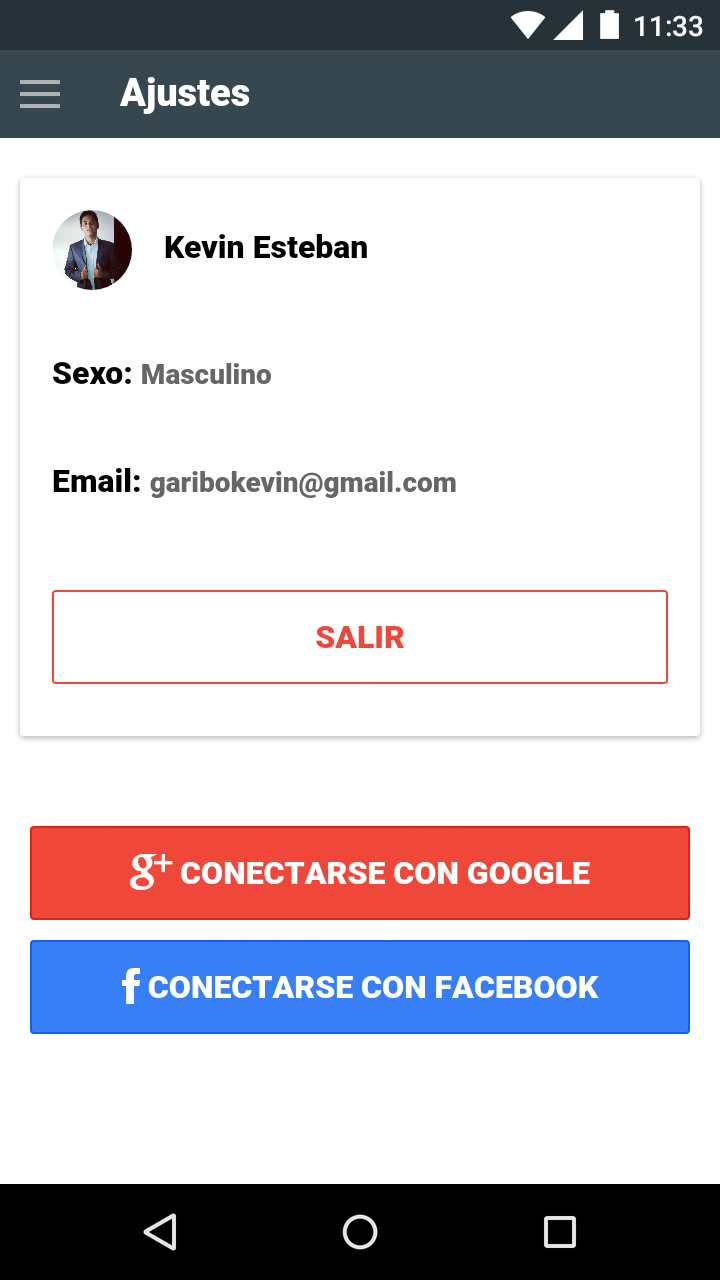 11:33
Ajustes
Kevin Esteban
Sexo: Masculino
Email: garibokevin@gmail.com
SALIR
g+ CONECTARSE CON GOOGLE
f CONECTARSE CON FACEBOOK